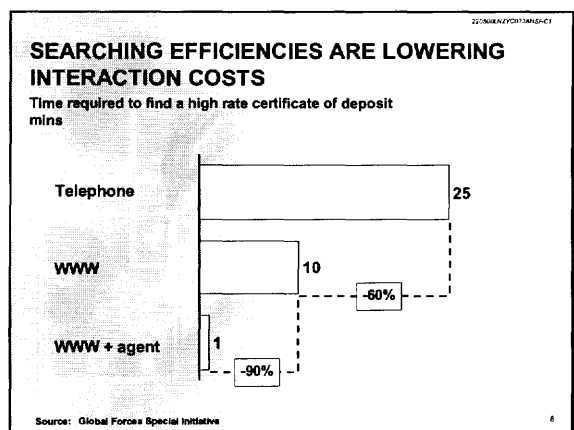 SEARCHING EFFICIENCIES ARE LOWERING
INTERACTION COSTS
Time required to find a high rate certificate of deposit
mins
Telephone
25
WWW
10
-60%
WWW + agent
1
-90%
Source: Global Forces Special Initiative
8